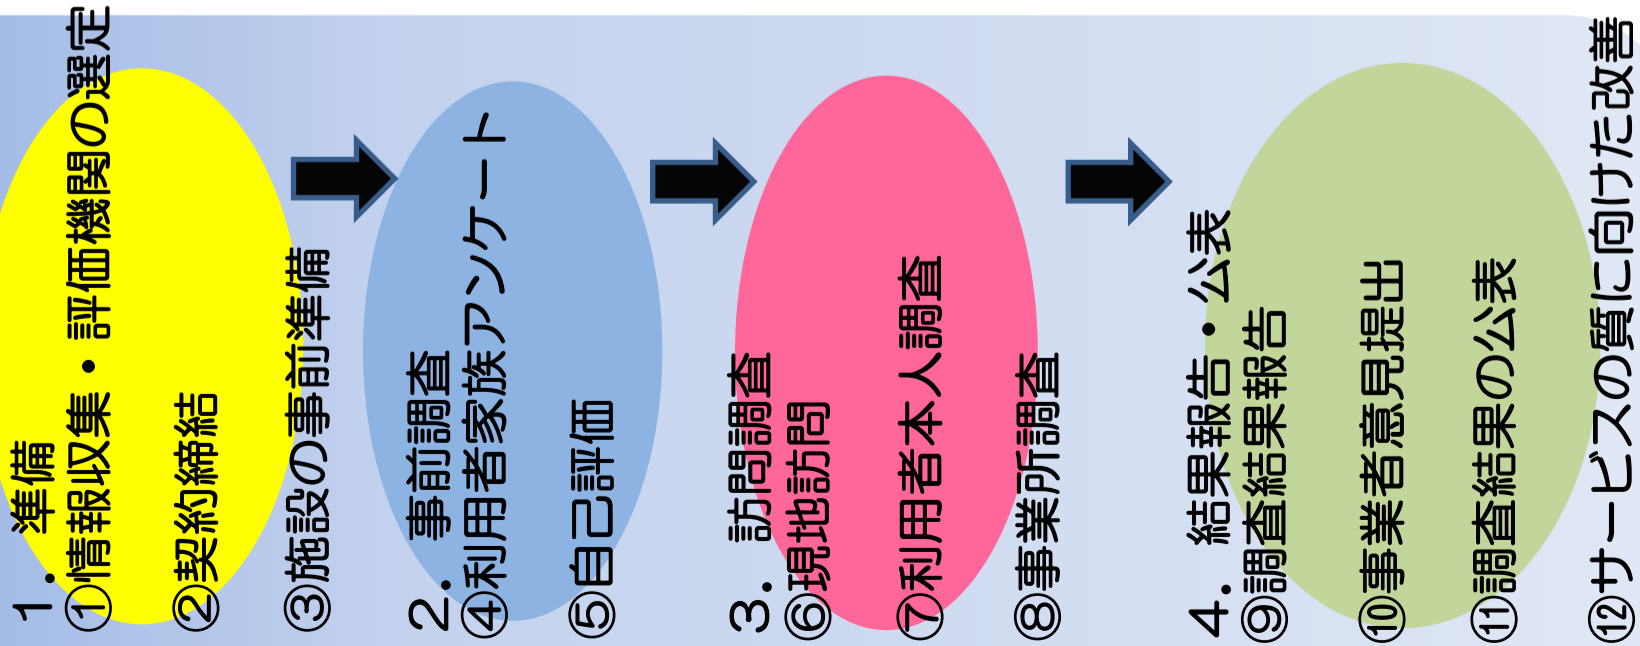 1. 準備
①情報収集・評価機関の選定
②契約締結
③施設の事前準備
2. 事前調査
④利用者家族アンケート
⑤自己評価
3. 訪問調査
⑥現地訪問
⑦利用者本人調査
⑧事業所調査
4. 結果報告・公表
⑨調査結果報告
⑩事業者意見提出
⑪調査結果の公表
⑫サービスの質に向けた改善